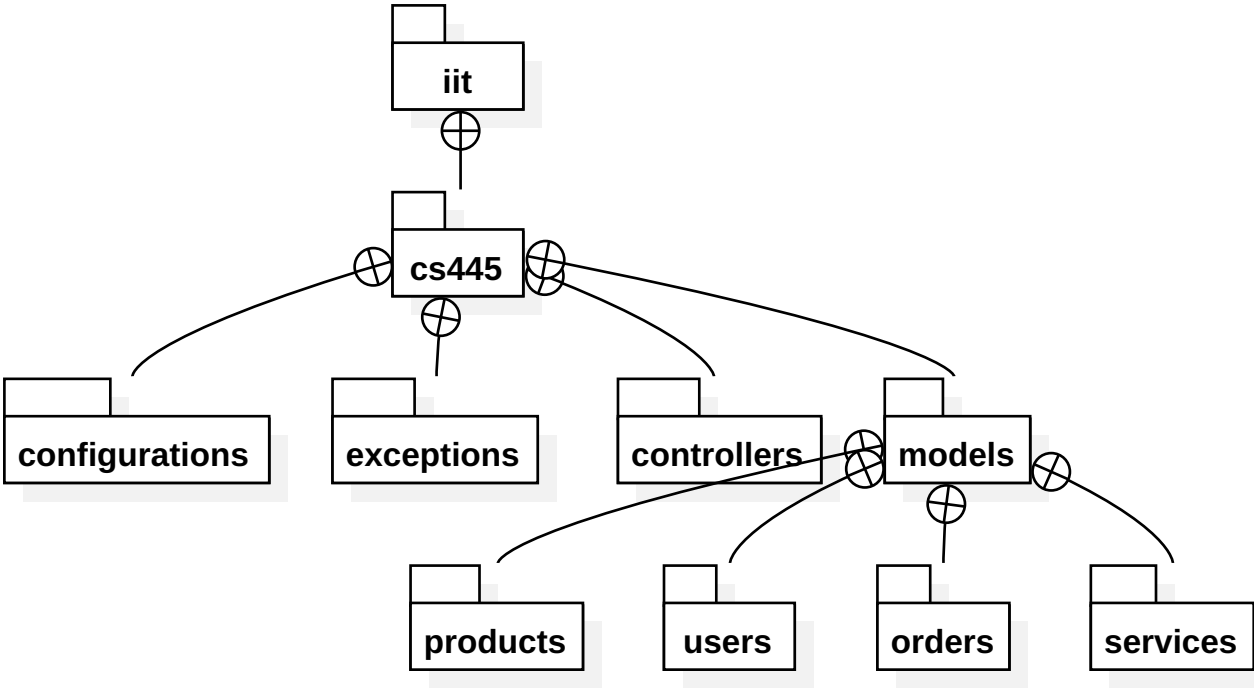 iit
cs445
configurations
exceptions
controllers
models
products
users
orders
services